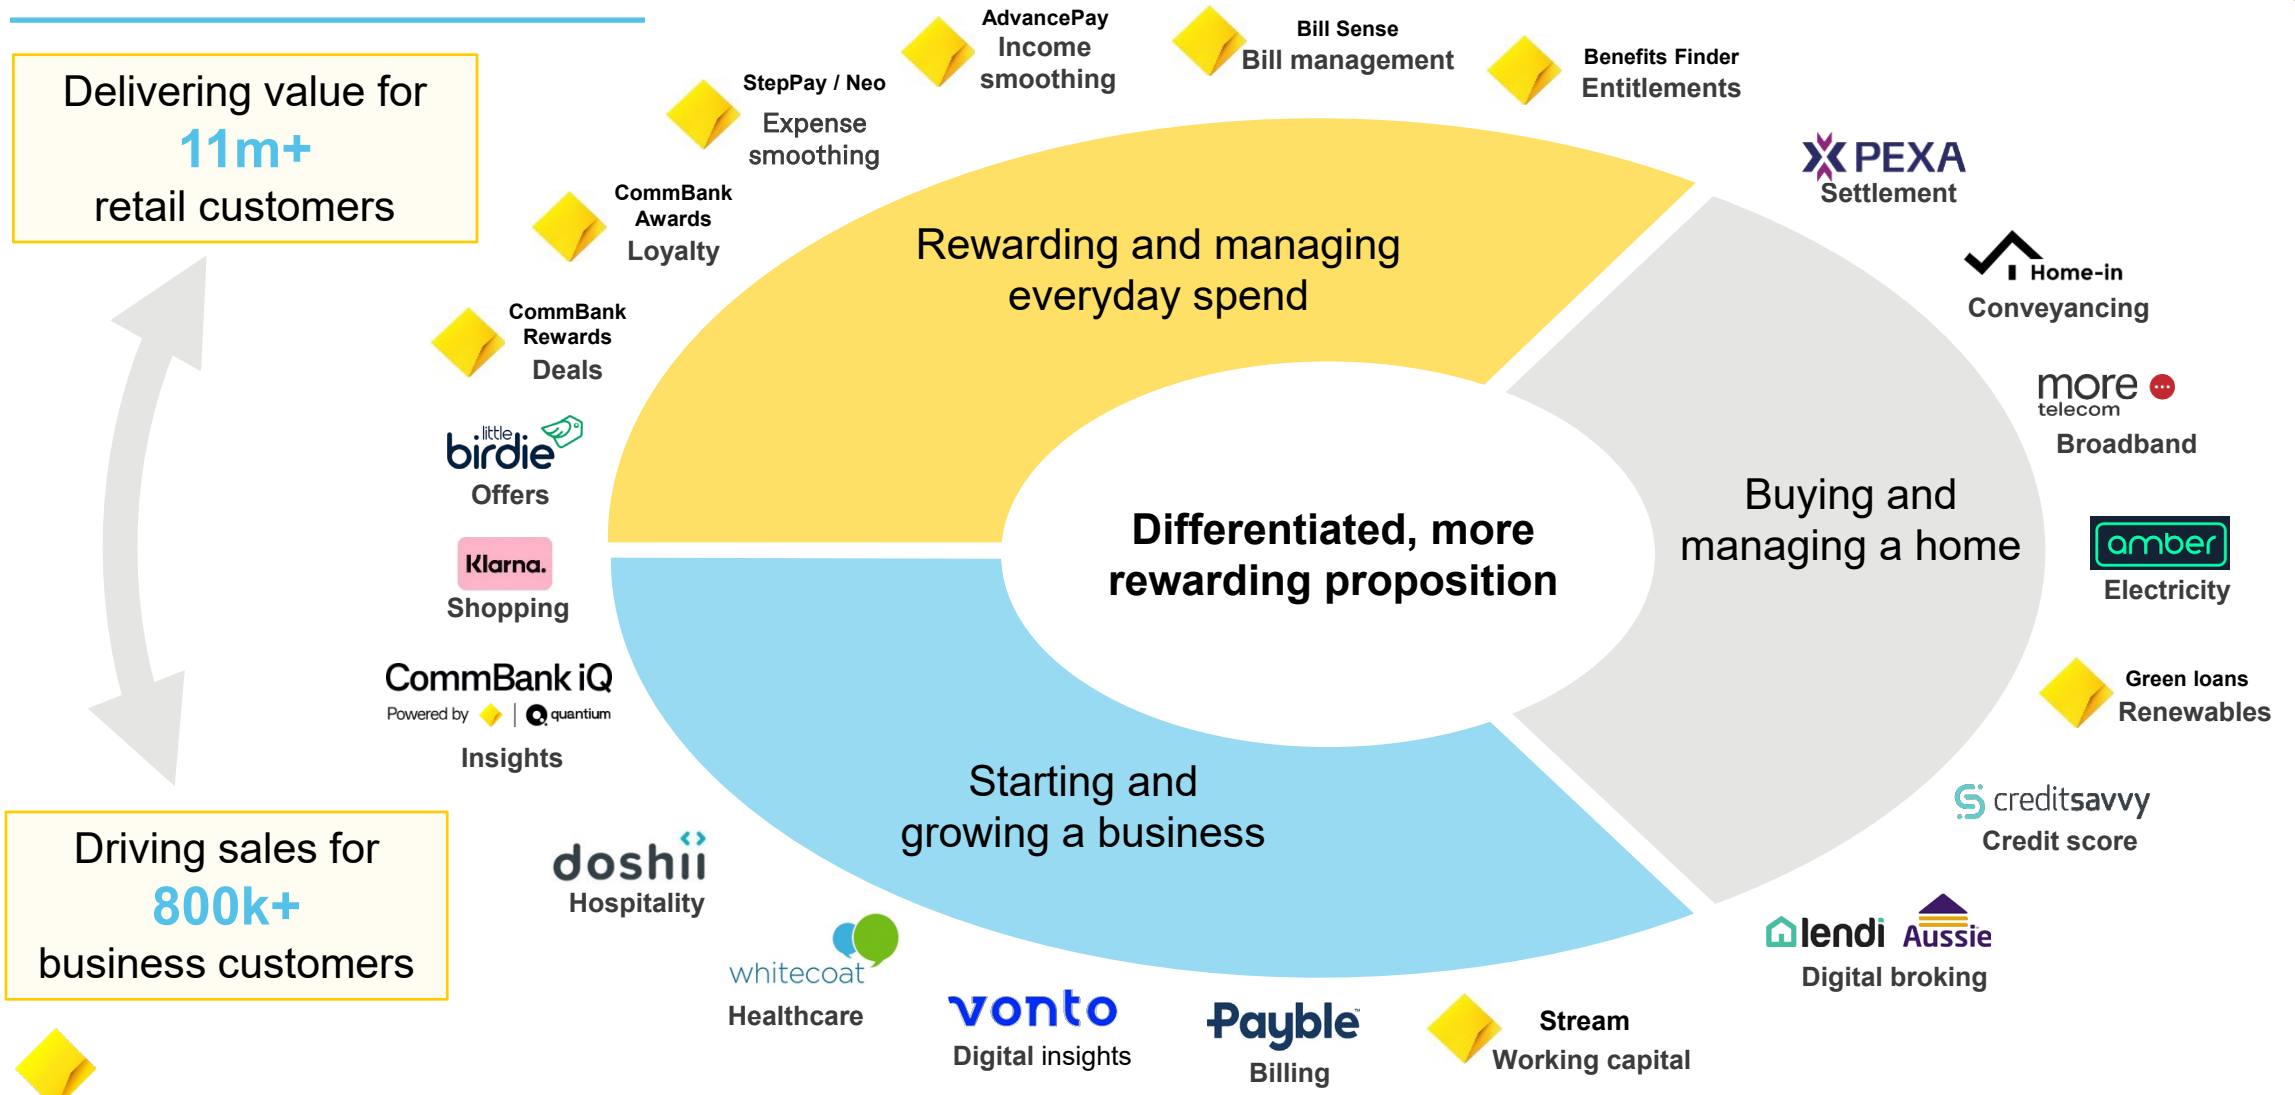 Delivering value for
11m+
retail customers
Driving sales for
800k+
business customers
AdvancePay
Income
smoothing
Bill Sense
Bill management
Benefits Finder
Entitlements
StepPay / Neo
Expense
smoothing
CommBank
Awards
Loyalty
CommBank
Rewards
Deals
little
birdie
Offers
Klarna.
Shopping
CommBank iQ
Powered by | quantium
Insights
doshii
Hospitality
whitecoat
Healthcare
vonto
Digital insights
Payble
Billing
Stream
Working capital
lendi Aussie
Digital broking
creditsavvy
Credit score
Green loans
Renewables
amber
Electricity
more
telecom
Broadband
Home-in
Conveyancing
PEXA
Settlement
Rewarding and managing
everyday spend
Buying and
managing a home
Starting and
growing a business
Differentiated, more
rewarding proposition